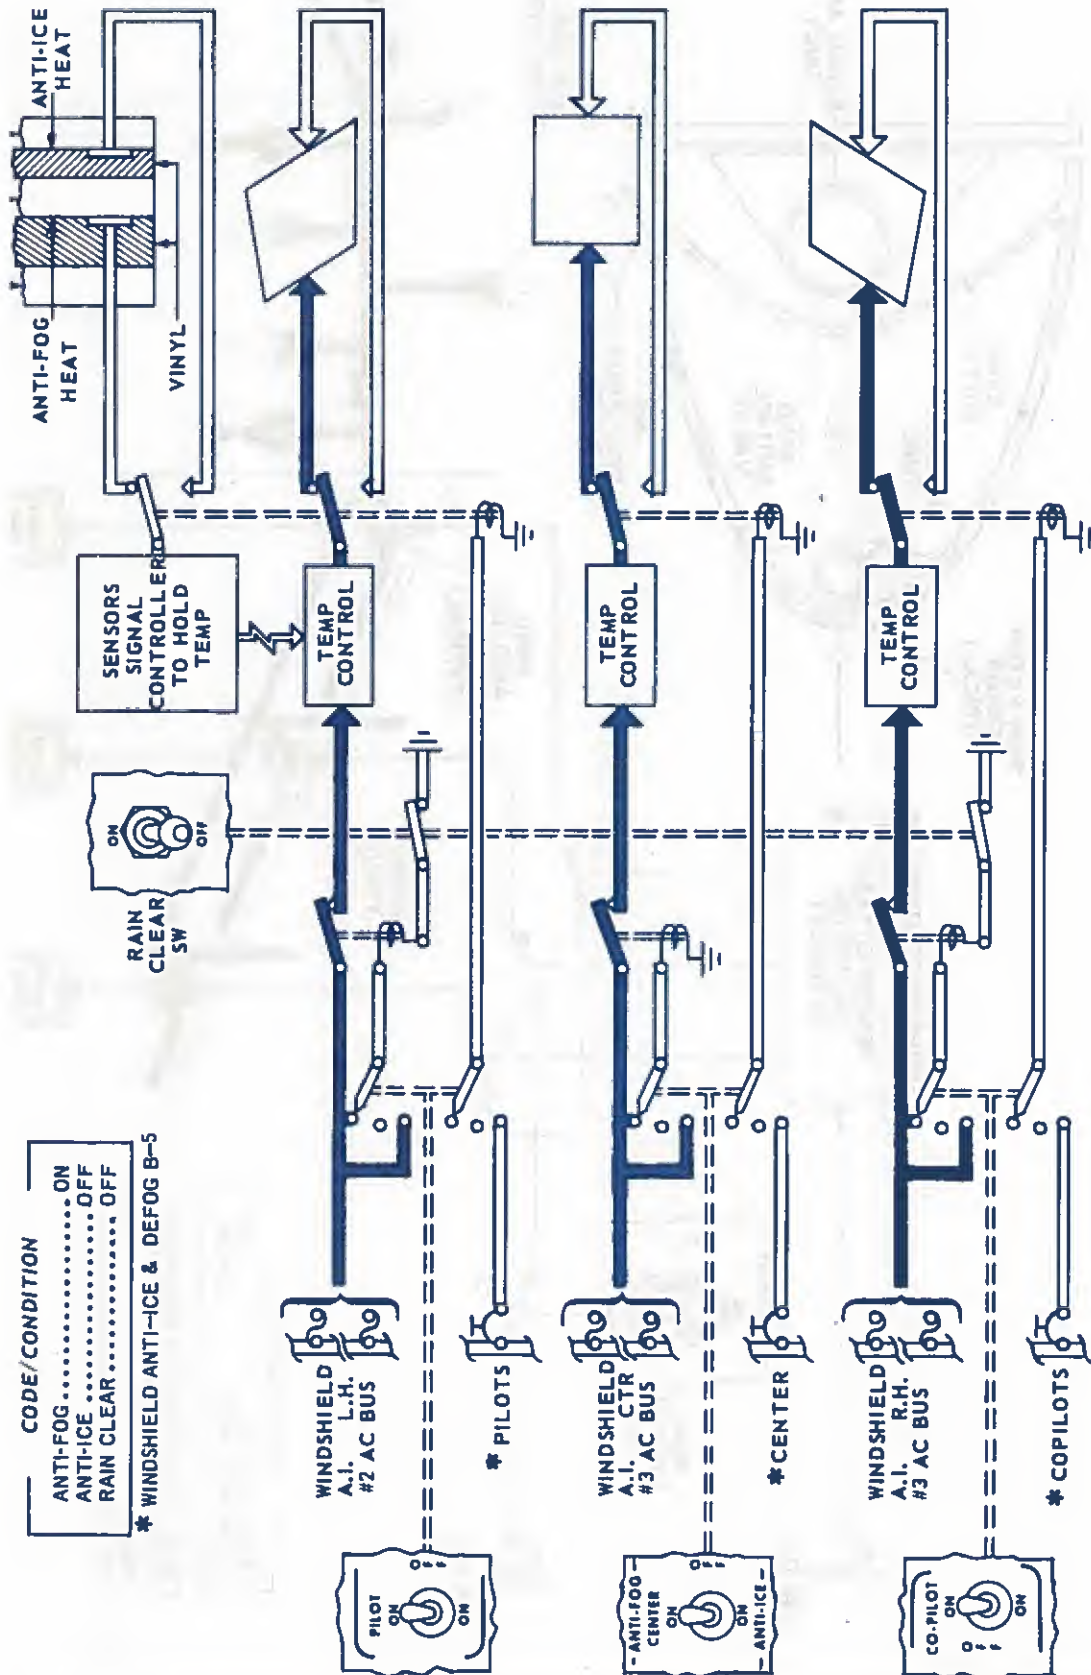 CODE/CONDITION
ANTI-FOG................ON
ANTI-ICE................OFF
RAIN CLEAR............OFF
* WINDSHIELD ANTI-ICE & DEFOG B-5
RAIN
CLEAR
SW
ON
OFF
SENSORS
SIGNAL
CONTROLLER
TO HOLD
TEMP
ANTI-FOG
HEAT
VINYL
ANTI-ICE
HEAT
PILOT
ON
OFF
ON
WINDSHIELD
A.I. L.H.
#2 AC BUS
* PILOTS
TEMP
CONTROL
-ANTI-FOG-
CENTER
ON
OFF
ON
-ANTI-ICE-
WINDSHIELD
A.I. CTR
#3 AC BUS
*CENTER
TEMP
CONTROL
CO-PILOT
ON
OFF
ON
WINDSHIELD
A.I. R.H.
#3 AC BUS
* COPILOTS
TEMP
CONTROL